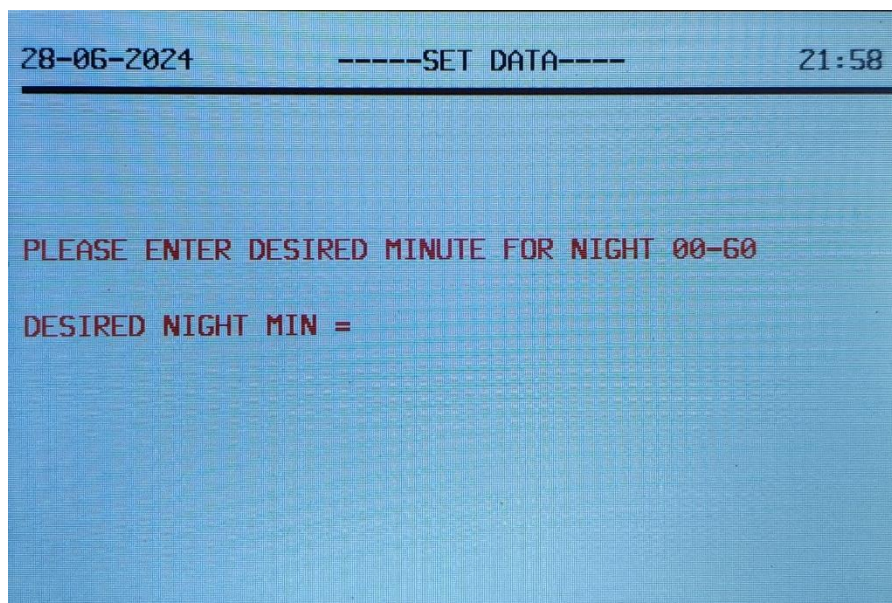 28-06-2024 -----SET DATA---- 21:58
PLEASE ENTER DESIRED MINUTE FOR NIGHT 00-60
DESIRED NIGHT MIN =